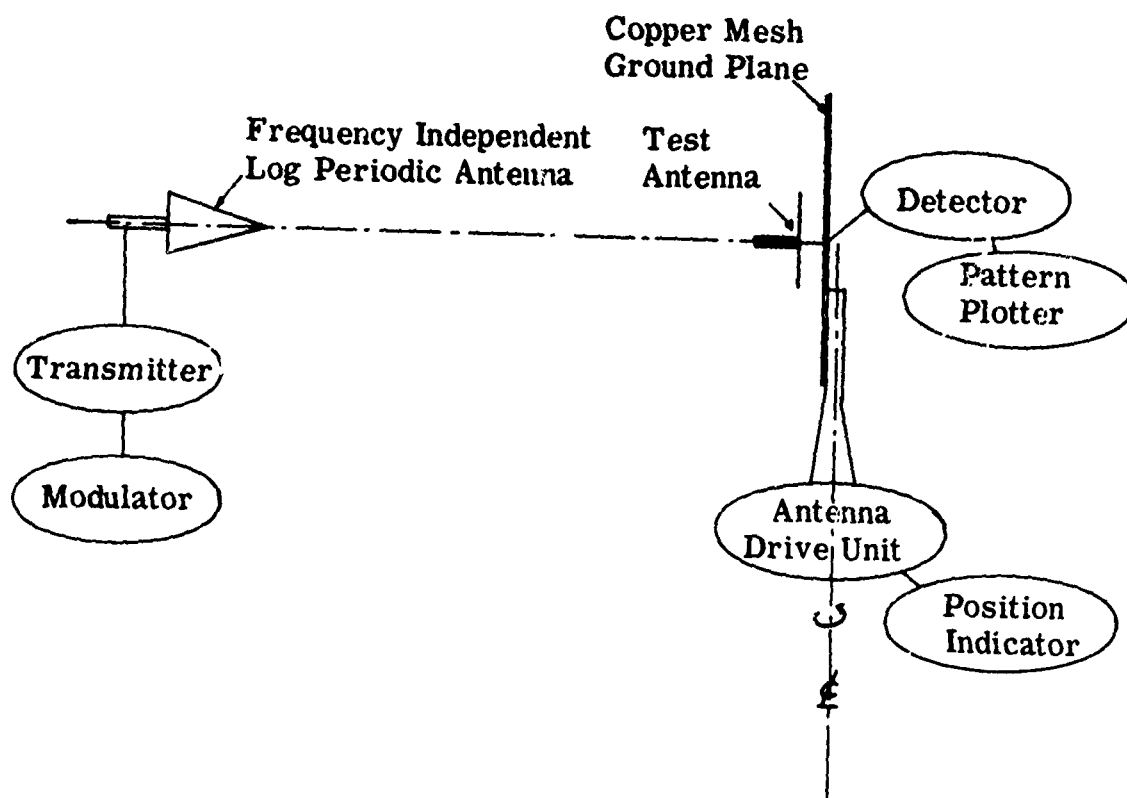 Copper Mesh
Ground Plane
Frequency Independent
Log Periodic Antenna
Test
Antenna
Detector
Pattern
Plotter
Transmitter
Modulator
Antenna
Drive Unit
Position
Indicator
℄